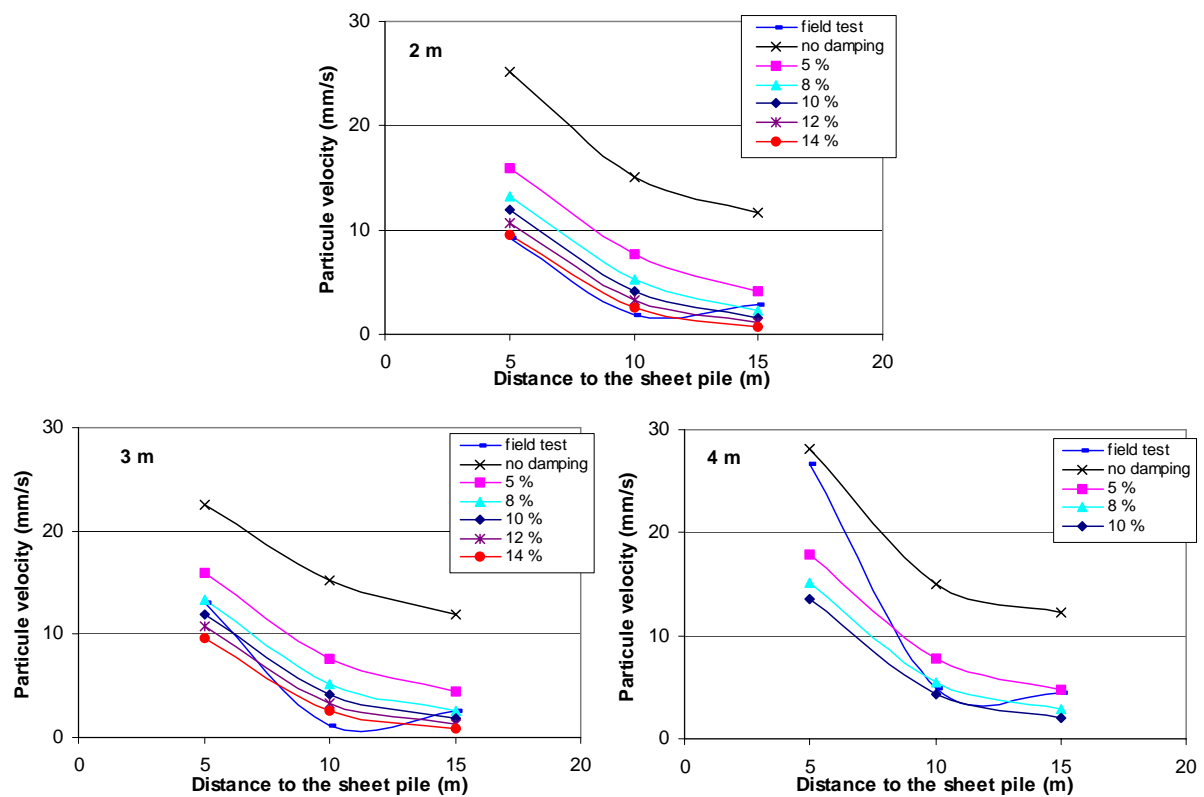 30
20
10
0
0 5 10 15 20
Particule velocity (mm/s)
Distance to the sheet pile (m)
2 m
field test
no damping
5 %
8 %
10 %
12 %
14 %
30
20
10
0
0 5 10 15 20
Particle velocity (mm/s)
Distance to the sheet pile (m)
3 m
field test
no damping
5 %
8 %
10 %
12 %
14 %
30
20
10
0
0 5 10 15 20
Particule velocity (mm/s)
Distance to the sheet pile (m)
4 m
field test
no damping
5 %
8 %
10 %